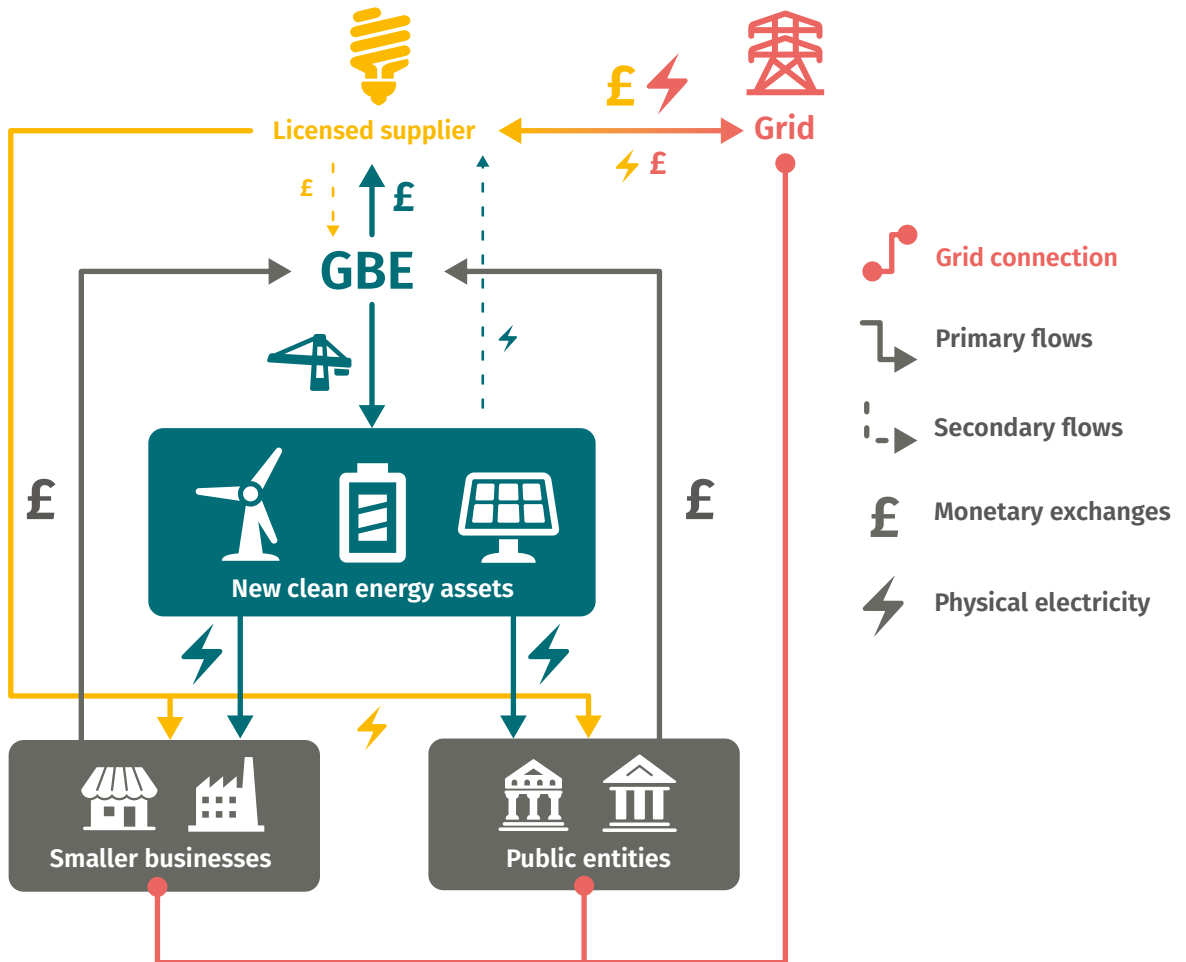 £
Licensed supplier
Grid
£
£
£
GBE
Grid connection
Primary flows
Secondary flows
£
£
£
Monetary exchanges
New clean energy assets
Physical electricity
Smaller businesses
Public entities